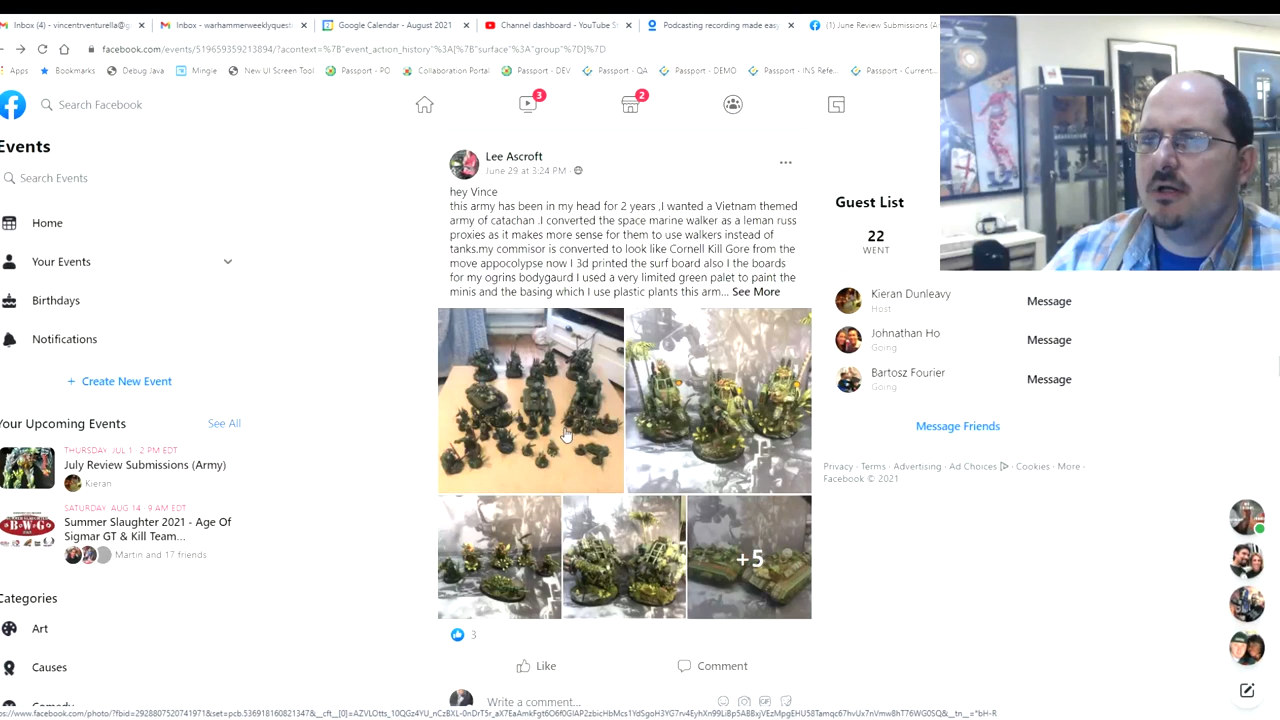 Inbox (4) - vincentrventurella@g
Inbox - warhammerweeklyquest
Google Calendar - August 2021
Channel dashboard - YouTube S
Podcasting recording made easy
(1) June Review Submissions (A
facebook.com/events/519659359213894/?acontext=%7B"event_action_history"%3A[%7B"surface"%3A"group"%7D]%7D
Apps
Bookmarks
Debug Java
Mingle
New UI Screen Tool
Passport - PO
Collaboration Portal
Passport - DEV
Passport - QA
Passport - DEMO
Passport - INS Refe...
Passport - Current...
Search Facebook
3
2
Events
Search Events
Home
Your Events
Birthdays
Notifications
+ Create New Event
Your Upcoming Events
See All
THURSDAY, JUL 1 · 2 PM EDT
July Review Submissions (Army)
Kieran
SATURDAY, AUG 14 · 9 AM EDT
Summer Slaughter 2021 - Age Of
Sigmar GT & Kill Team...
Martin and 17 friends
Categories
Art
Causes
Comedy
Lee Ascroft
June 29 at 3:24 PM ·
hey Vince
this army has been in my head for 2 years ,I wanted a Vietnam themed
army of catachan .I converted the space marine walker as a leman russ
proxies as it makes more sense for them to use walkers instead of
tanks.my commisor is converted to look like Cornell Kill Gore from the
move appocolypse now I 3d printed the surf board also I the boards
for my ogrins bodygaurd I used a very limited green palet to paint the
minis and the basing which I use plastic plants this arm... See More
+5
3
Like
Comment
Write a comment...
Guest List
22
WENT
Kieran Dunleavy
Host
Message
Johnathan Ho
Going
Message
Bartosz Fourier
Going
Message
Message Friends
Privacy · Terms · Advertising · Ad Choices · Cookies · More ·
Facebook © 2021